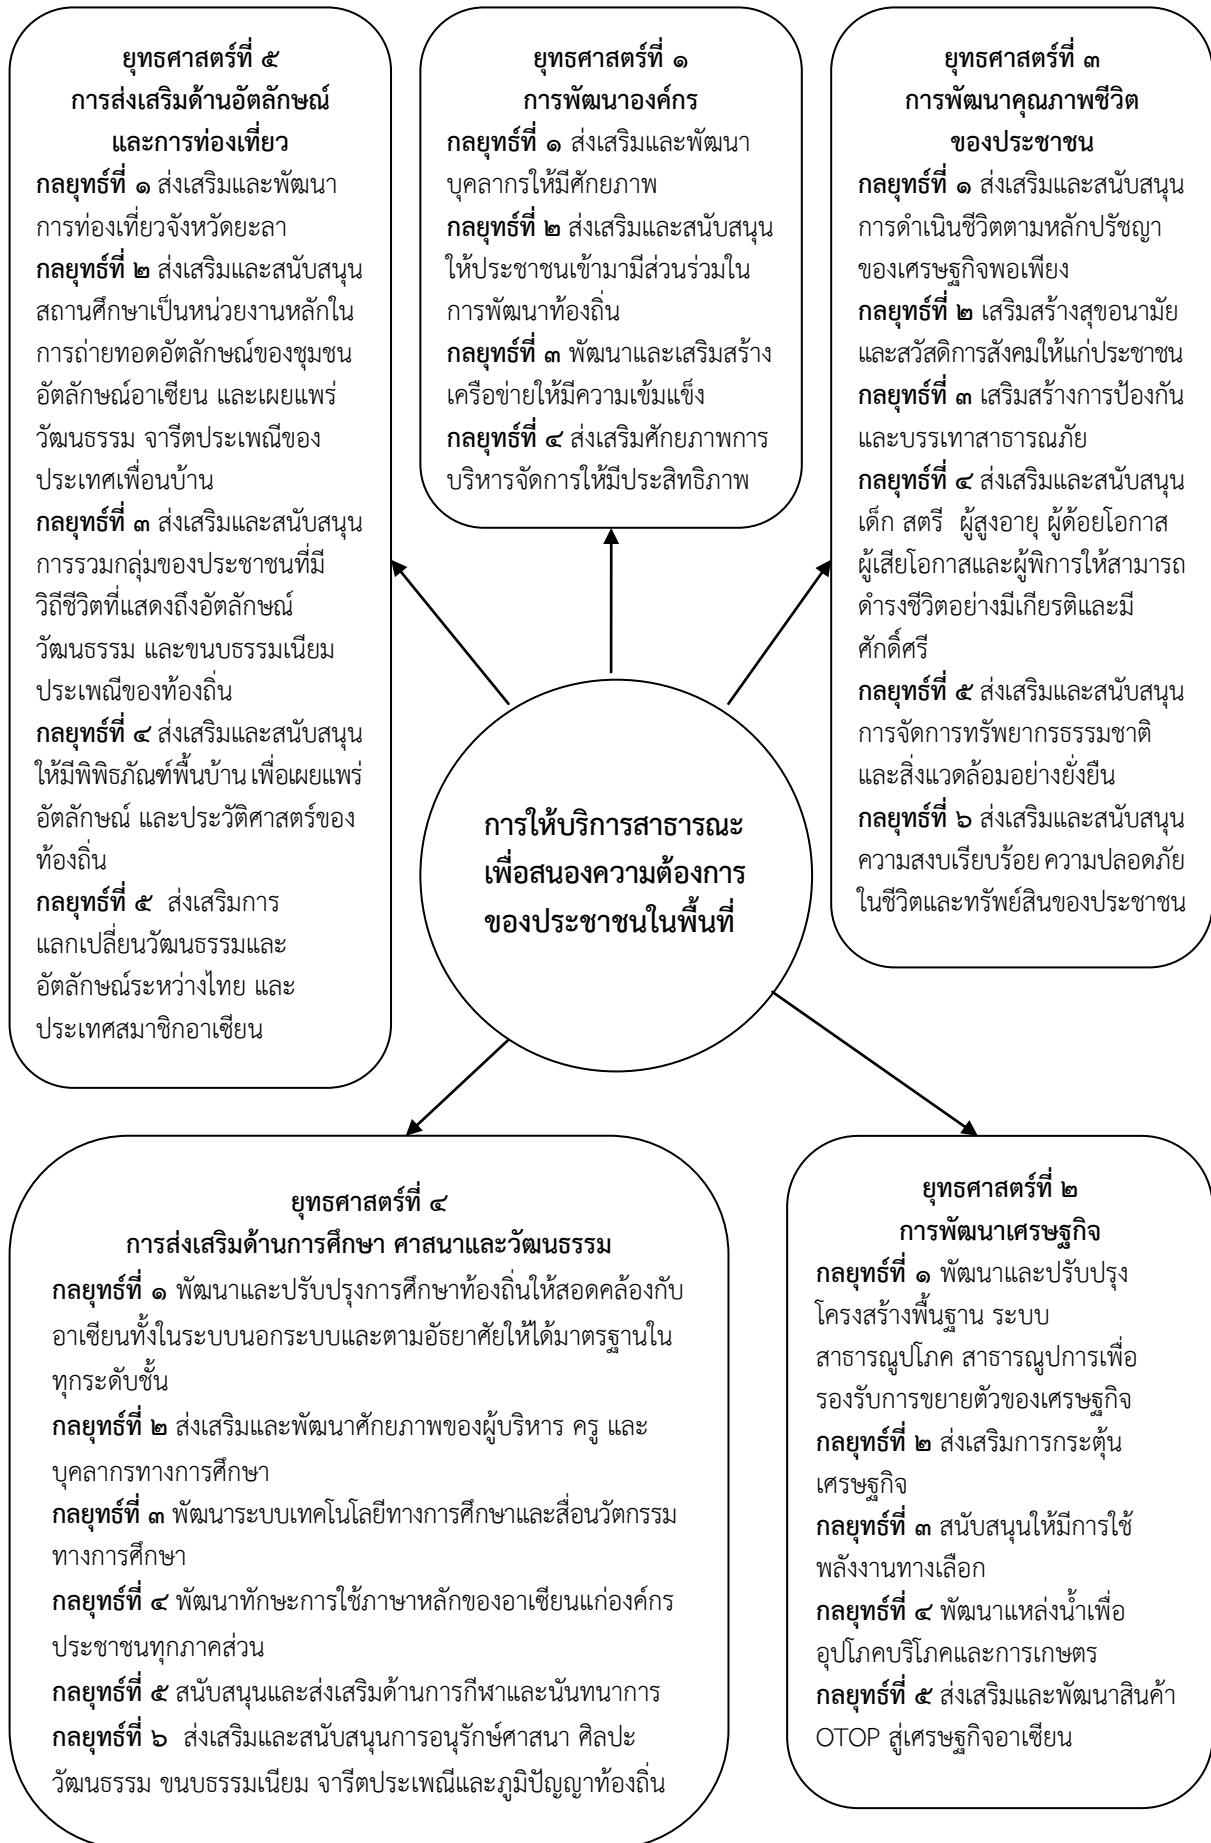 ยุทธศาสตร์ที่ ๕
การส่งเสริมด้านอัตลักษณ์
และการท่องเที่ยว
กลยุทธ์ที่ ๑ ส่งเสริมและพัฒนา
การท่องเที่ยวจังหวัดยะลา
กลยุทธ์ที่ ๒ ส่งเสริมและสนับสนุน
สถานศึกษาเป็นหน่วยงานหลักใน
การถ่ายทอดอัตลักษณ์ของชุมชน
อัตลักษณ์อาเซียน และเผยแพร่
วัฒนธรรม จารีตประเพณีของ
ประเทศเพื่อนบ้าน
กลยุทธ์ที่ ๓ ส่งเสริมและสนับสนุน
การรวมกลุ่มของประชาชนที่มี
วิถีชีวิตที่แสดงถึงอัตลักษณ์
วัฒนธรรม และขนบธรรมเนียม
ประเพณีของท้องถิ่น
กลยุทธ์ที่ ๔ ส่งเสริมและสนับสนุน
ให้มีพิพิธภัณฑ์พื้นบ้าน เพื่อเผยแพร่
อัตลักษณ์ และประวัติศาสตร์ของ
ท้องถิ่น
กลยุทธ์ที่ ๕ ส่งเสริมการ
แลกเปลี่ยนวัฒนธรรมและ
อัตลักษณ์ระหว่างไทย และ
ประเทศสมาชิกอาเซียน
ยุทธศาสตร์ที่ ๑
การพัฒนาองค์กร
กลยุทธ์ที่ ๑ ส่งเสริมและพัฒนา
บุคลากรให้มีศักยภาพ
กลยุทธ์ที่ ๒ ส่งเสริมและสนับสนุน
ให้ประชาชนเข้ามามีส่วนร่วมใน
การพัฒนาท้องถิ่น
กลยุทธ์ที่ ๓ พัฒนาและเสริมสร้าง
เครือข่ายให้มีความเข้มแข็ง
กลยุทธ์ที่ ๔ ส่งเสริมศักยภาพการ
บริหารจัดการให้มีประสิทธิภาพ
ยุทธศาสตร์ที่ ๓
การพัฒนาคุณภาพชีวิต
ของประชาชน
กลยุทธ์ที่ ๑ ส่งเสริมและสนับสนุน
การดำเนินชีวิตตามหลักปรัชญา
ของเศรษฐกิจพอเพียง
กลยุทธ์ที่ ๒ เสริมสร้างสุขอนามัย
และสวัสดิการสังคมให้แก่ประชาชน
กลยุทธ์ที่ ๓ เสริมสร้างการป้องกัน
และบรรเทาสาธารณภัย
กลยุทธ์ที่ ๔ ส่งเสริมและสนับสนุน
เด็ก สตรี ผู้สูงอายุ ผู้ด้อยโอกาส
ผู้เสียโอกาสและผู้พิการให้สามารถ
ดำรงชีวิตอย่างมีเกียรติและมี
ศักดิ์ศรี
กลยุทธ์ที่ ๕ ส่งเสริมและสนับสนุน
การจัดการทรัพยากรธรรมชาติ
และสิ่งแวดล้อมอย่างยั่งยืน
กลยุทธ์ที่ ๖ ส่งเสริมและสนับสนุน
ความสงบเรียบร้อย ความปลอดภัย
ในชีวิตและทรัพย์สินของประชาชน
การให้บริการสาธารณะ
เพื่อสนองความต้องการ
ของประชาชนในพื้นที่
ยุทธศาสตร์ที่ ๔
การส่งเสริมด้านการศึกษา ศาสนาและวัฒนธรรม
กลยุทธ์ที่ ๑ พัฒนาและปรับปรุงการศึกษาท้องถิ่นให้สอดคล้องกับ
อาเซียนทั้งในระบบนอกระบบและตามอัธยาศัยให้ได้มาตรฐานใน
ทุกระดับชั้น
กลยุทธ์ที่ ๒ ส่งเสริมและพัฒนาศักยภาพของผู้บริหาร ครู และ
บุคลากรทางการศึกษา
กลยุทธ์ที่ ๓ พัฒนาระบบเทคโนโลยีทางการศึกษาและสื่อนวัตกรรม
ทางการศึกษา
กลยุทธ์ที่ ๔ พัฒนาทักษะการใช้ภาษาหลักของอาเซียนแก่องค์กร
ประชาชนทุกภาคส่วน
กลยุทธ์ที่ ๕ สนับสนุนและส่งเสริมด้านการกีฬาและนันทนาการ
กลยุทธ์ที่ ๖ ส่งเสริมและสนับสนุนการอนุรักษ์ศาสนา ศิลปะ
วัฒนธรรม ขนบธรรมเนียม จารีตประเพณีและภูมิปัญญาท้องถิ่น
ยุทธศาสตร์ที่ ๒
การพัฒนาเศรษฐกิจ
กลยุทธ์ที่ ๑ พัฒนาและปรับปรุง
โครงสร้างพื้นฐาน ระบบ
สาธารณูปโภค สาธารณูปการเพื่อ
รองรับการขยายตัวของเศรษฐกิจ
กลยุทธ์ที่ ๒ ส่งเสริมการกระตุ้น
เศรษฐกิจ
กลยุทธ์ที่ ๓ สนับสนุนให้มีการใช้
พลังงานทางเลือก
กลยุทธ์ที่ ๔ พัฒนาแหล่งน้ำเพื่อ
อุปโภคบริโภคและการเกษตร
กลยุทธ์ที่ ๕ ส่งเสริมและพัฒนาสินค้า
OTOP สู่เศรษฐกิจอาเซียน